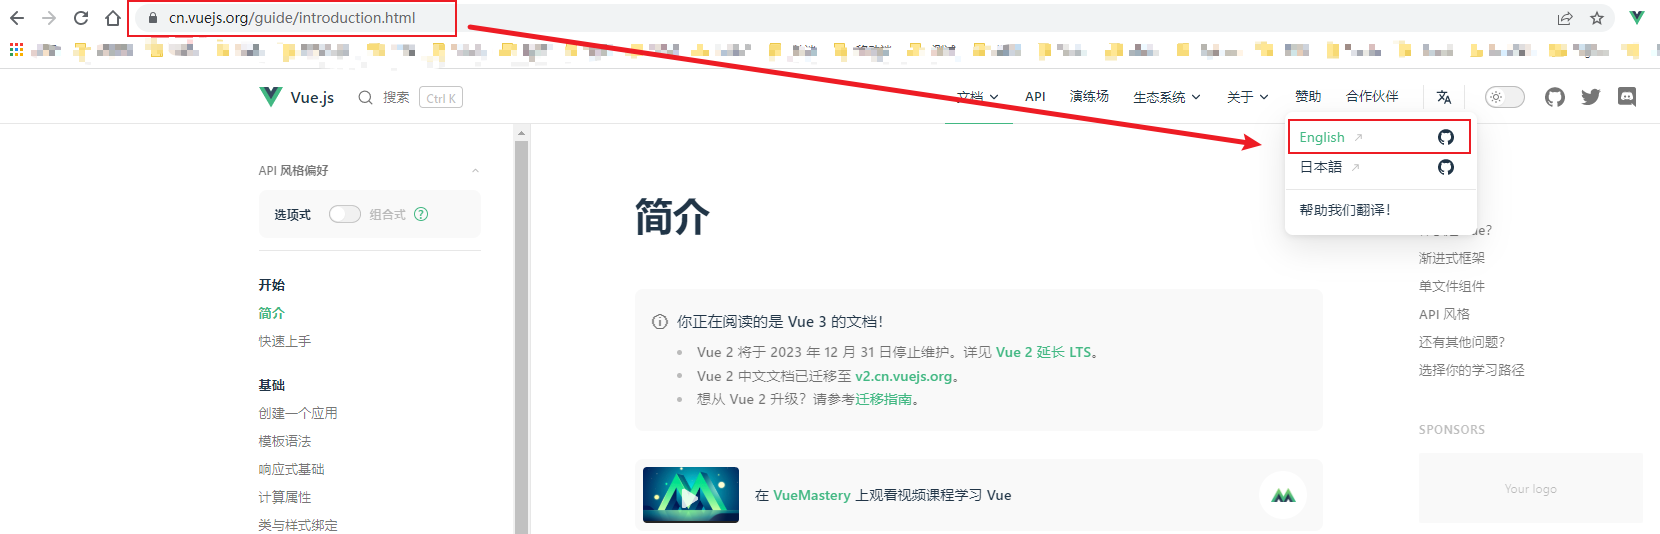 cn.vuejs.org/guide/introduction.html
Vue.js 搜索 Ctrl K 文档 API 演练场 生态系统 关于 赞助 合作伙伴
English ↗
日本語 ↗
帮助我们翻译！
API 风格偏好
选项式 组合式 ?
开始
简介
快速上手
基础
创建一个应用
模板语法
响应式基础
计算属性
类与样式绑定
简介
你正在阅读的是 Vue 3 的文档！
Vue 2 将于 2023 年 12 月 31 日停止维护。详见 Vue 2 延长 LTS。
Vue 2 中文文档已迁移至 v2.cn.vuejs.org。
想从 Vue 2 升级？请参考迁移指南。
在 VueMastery 上观看视频课程学习 Vue
渐进式框架
单文件组件
API 风格
还有其他问题？
选择你的学习路径
SPONSORS
Your logo